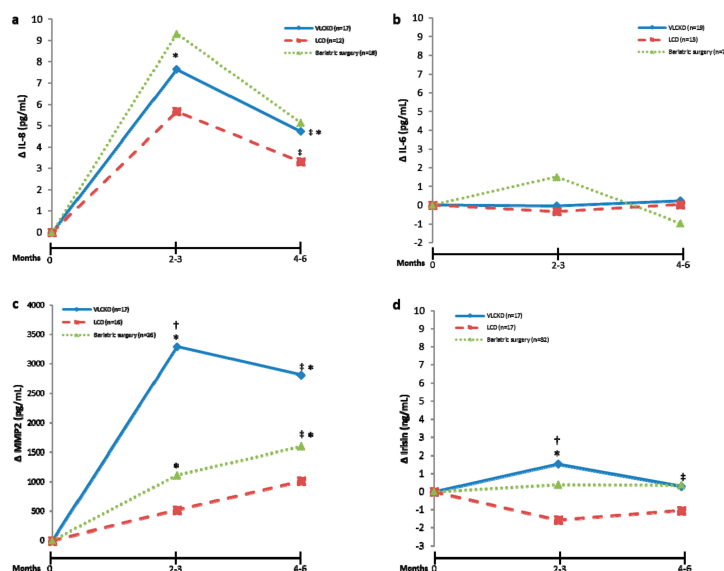 a
VLCKD (n=17)
LCD (n=12)
Bariatric surgery (n=19)
Δ IL-8 (pg/mL)
10
9
8
7
6
5
4
3
2
1
0
*
‡ *
‡
Months
0
2-3
4-6
b
VLCKD (n=19)
LCD (n=15)
Bariatric surgery
Δ IL-6 (pg/mL)
10
9
8
7
6
5
4
3
2
1
0
-1
-2
Months
0
2-3
4-6
c
VLCKD (n=17)
LCD (n=16)
Bariatric surgery (n=26)
Δ MMP2 (pg/mL)
4000
3500
3000
2500
2000
1500
1000
500
0
†
*
‡ *
*
‡ *
Months
0
2-3
4-6
d
VLCKD (n=17)
LCD (n=17)
Bariatric surgery (n=32)
Δ Irisin (ng/mL)
10
9
8
7
6
5
4
3
2
1
0
-1
-2
-3
†
*
‡
Months
0
2-3
4-6